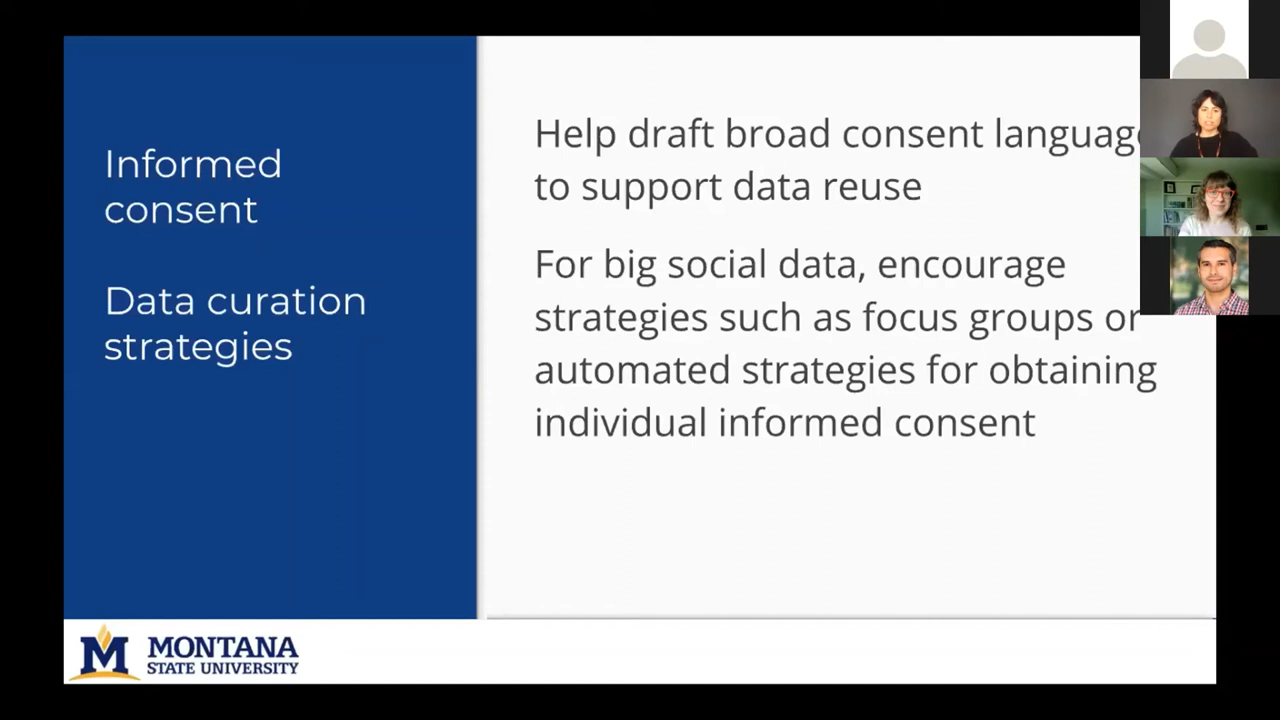 Informed
consent
Data curation
strategies
Help draft broad consent language
to support data reuse
For big social data, encourage
strategies such as focus groups or
automated strategies for obtaining
individual informed consent
M MONTANA
STATE UNIVERSITY